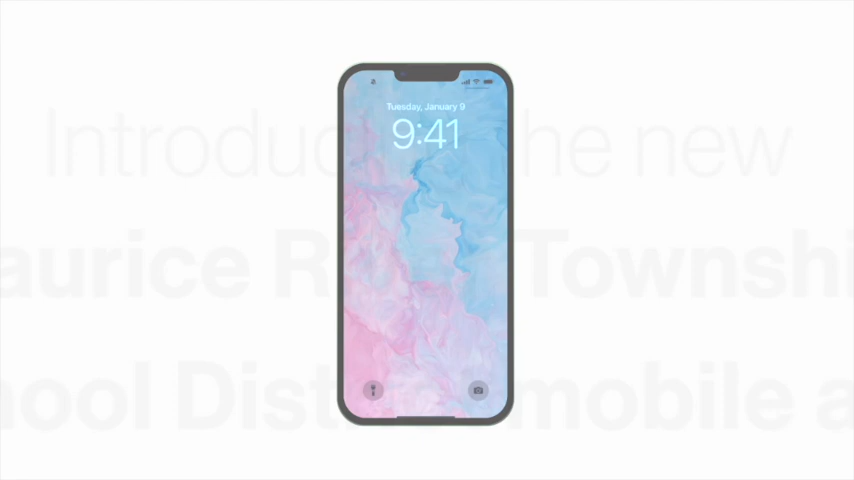 Tuesday, January 9
9:41
Introduc he new
aurice R Townshi
hool Dist mobile a